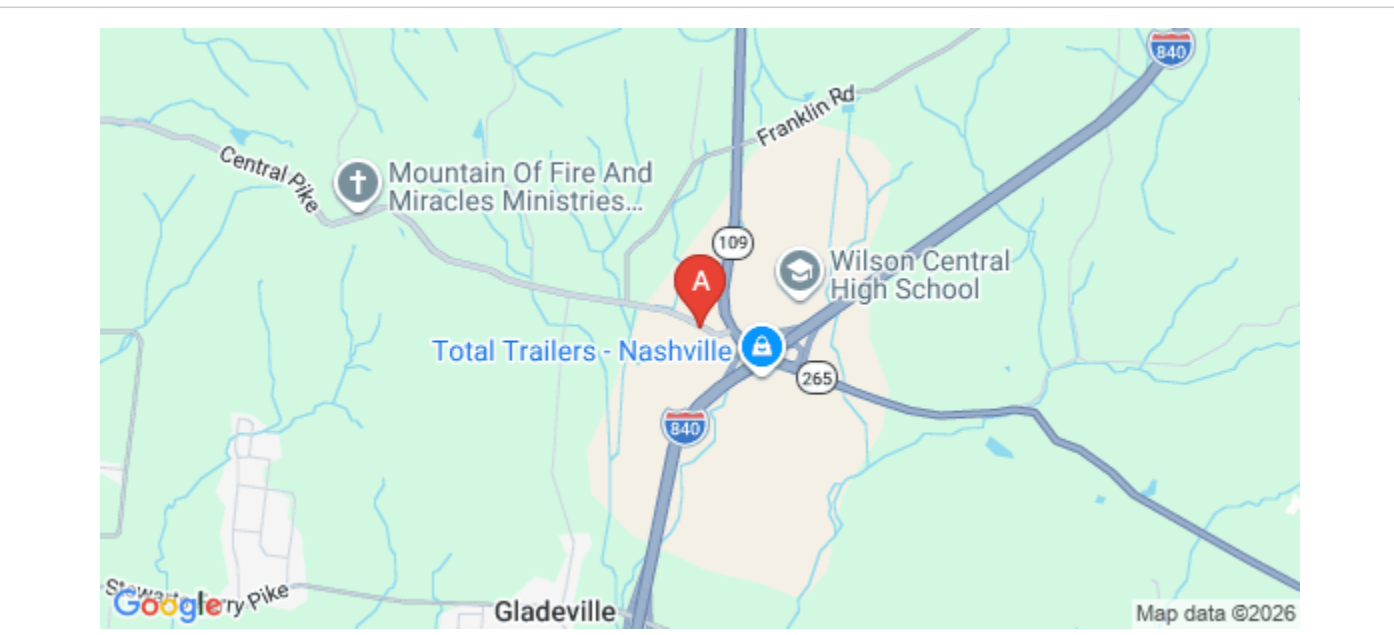 840
Franklin Rd
Central Pike
Mountain Of Fire And
Miracles Ministries...
109
Wilson Central
High School
A
Total Trailers - Nashville
265
840
Pike
Google
Gladeville
Map data ©2026